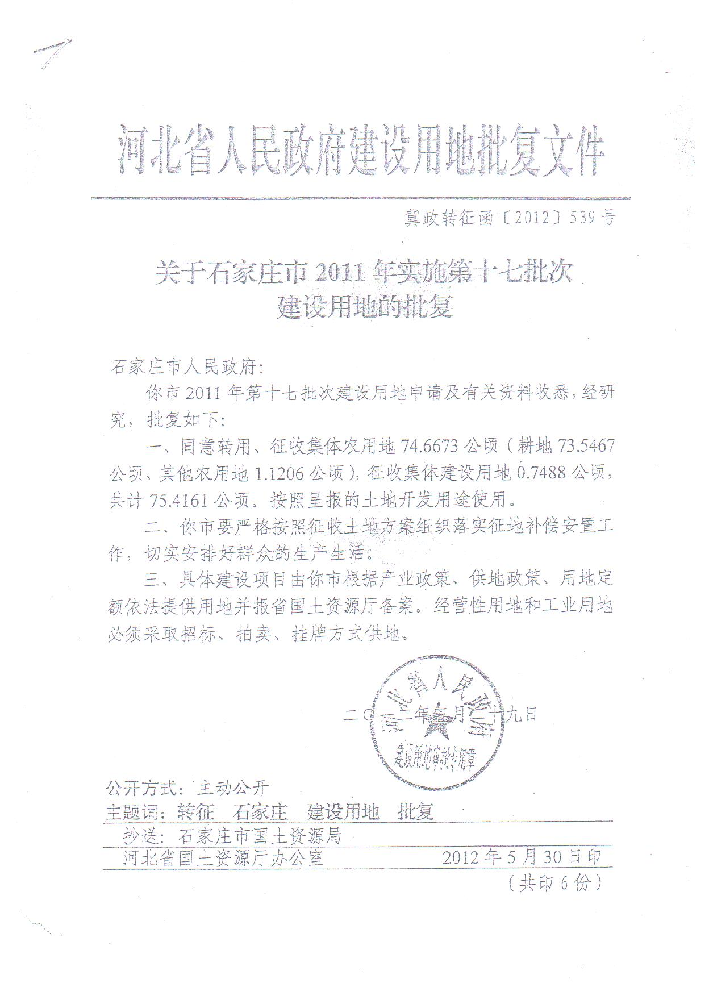 河北省人民政府建设用地批复文件
冀政转征函〔2012〕539号
关于石家庄市2011年实施第十七批次
建设用地的批复
石家庄市人民政府:
你市2011年第十七批次建设用地申请及有关资料收悉,经研
究,批复如下:
一、同意转用、征收集体农用地74.6673公顷(耕地73.5467
公顷、其他农用地1.1206公顷),征收集体建设用地0.7488公顷,
共计75.4161公顷。按照呈报的土地开发用途使用。
二、你市要严格按照征收土地方案组织落实征地补偿安置工
作,切实安排好群众的生产生活。
三、具体建设项目由你市根据产业政策、供地政策、用地定
额依法提供用地并报省国土资源厅备案。经营性用地和工业用地
必须采取招标、拍卖、挂牌方式供地。
河北省人民政府
二〇一二年五月二十九日
建设用地审批专用章
公开方式:主动公开
主题词:转征 石家庄 建设用地 批复
抄送:石家庄市国土资源局
河北省国土资源厅办公室 2012年5月30日印
(共印6份)